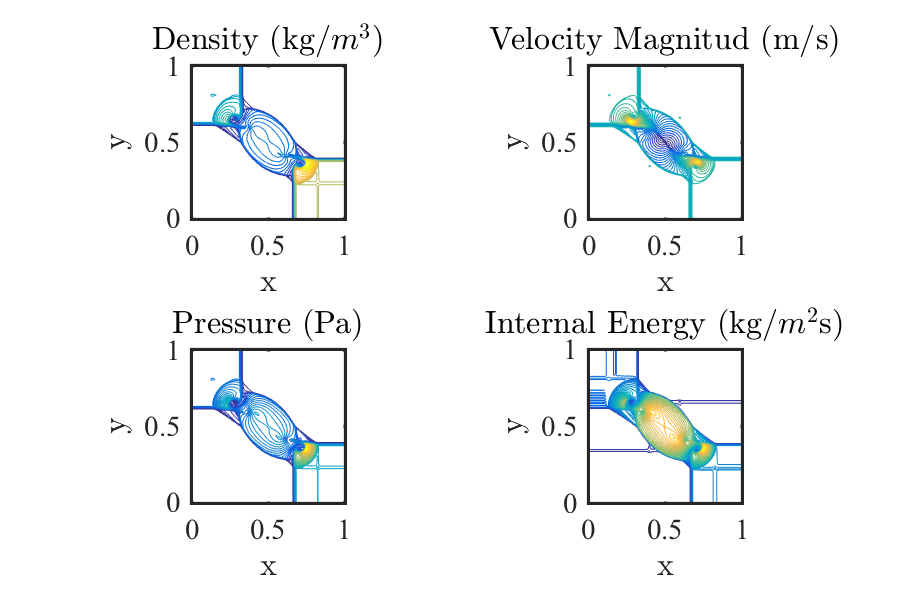 Density (kg/m³)
1
y 0.5
0
0 0.5 1
x
Velocity Magnitud (m/s)
1
y 0.5
0
0 0.5 1
x
Pressure (Pa)
1
y 0.5
0
0 0.5 1
x
Internal Energy (kg/m²s)
1
y 0.5
0
0 0.5 1
x